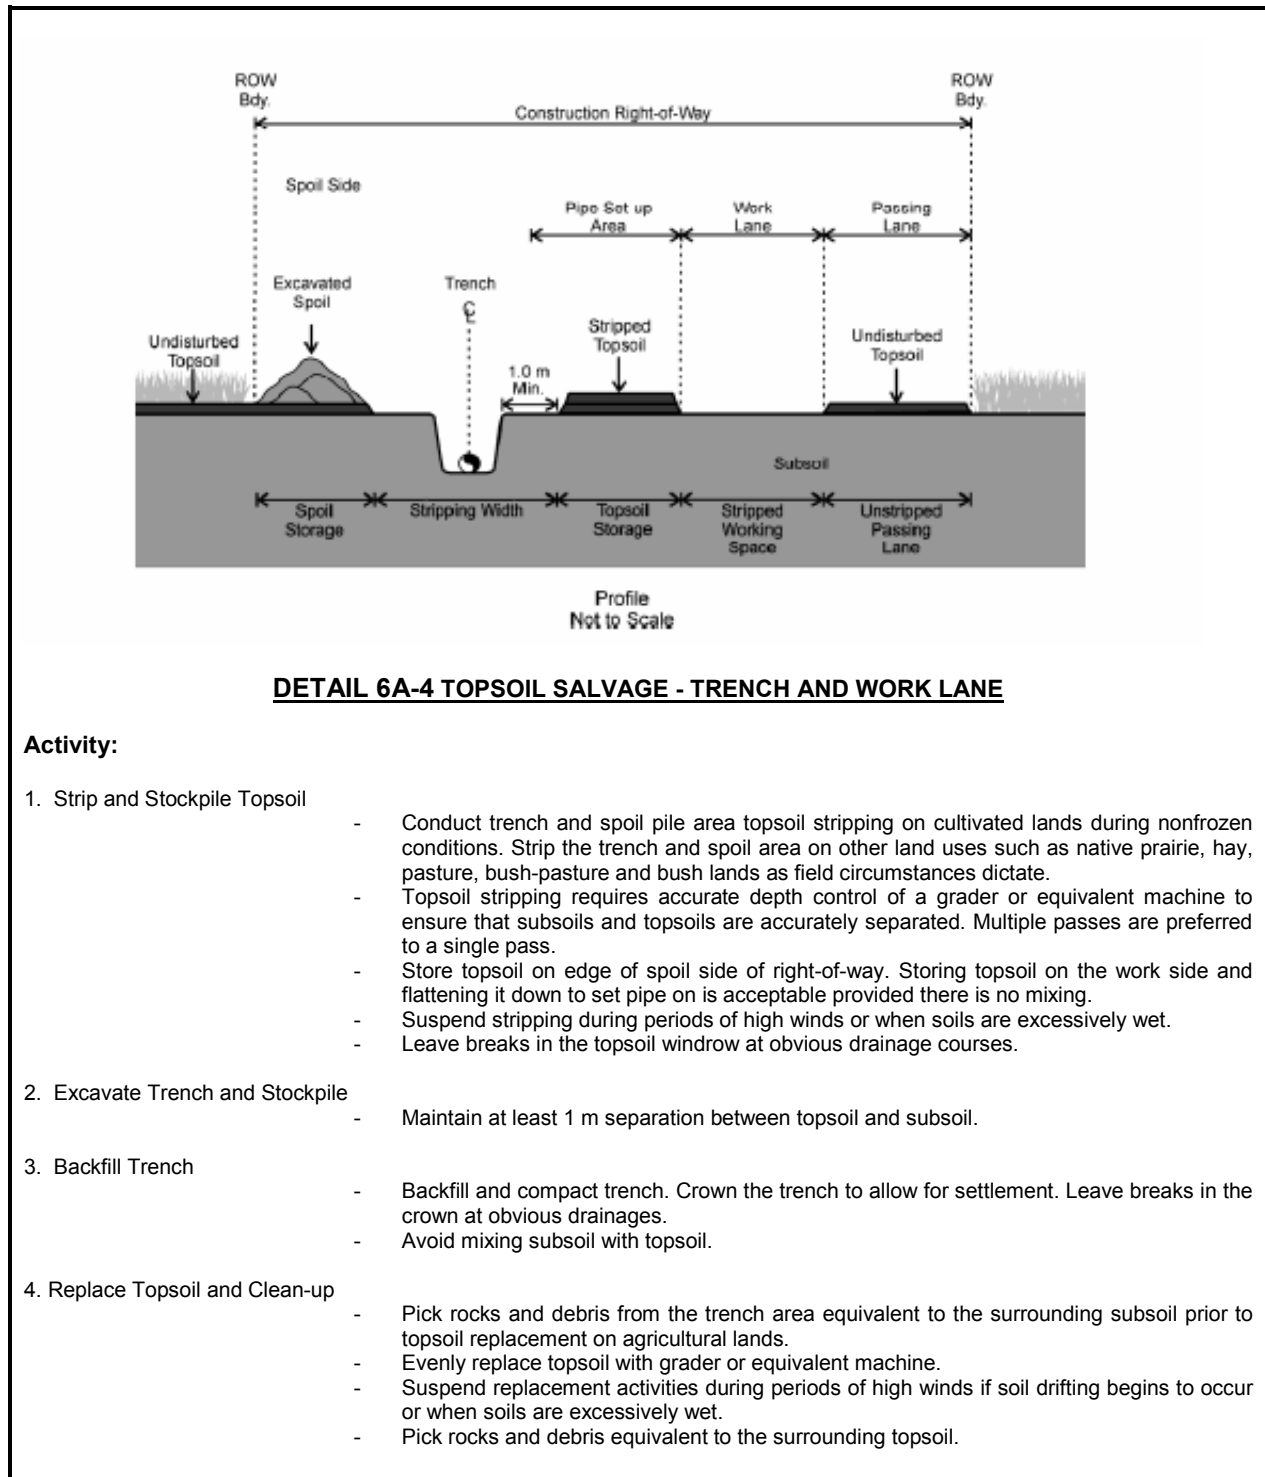 ROW
Bdy.
ROW
Bdy.
Construction Right-of-Way
Spoil Side
Pipe Set up
Area
Work
Lane
Passing
Lane
Excavated
Spoil
Trench
℄
Stripped
Topsoil
Undisturbed
Topsoil
Undisturbed
Topsoil
1.0 m
Min.
Subsoil
Spoil
Storage
Stripping Width
Topsoil
Storage
Stripped
Working
Space
Unstripped
Passing
Lane
Profile
Not to Scale
DETAIL 6A-4 TOPSOIL SALVAGE - TRENCH AND WORK LANE
Activity:
1. Strip and Stockpile Topsoil
- Conduct trench and spoil pile area topsoil stripping on cultivated lands during nonfrozen
conditions. Strip the trench and spoil area on other land uses such as native prairie, hay,
pasture, bush-pasture and bush lands as field circumstances dictate.
- Topsoil stripping requires accurate depth control of a grader or equivalent machine to
ensure that subsoils and topsoils are accurately separated. Multiple passes are preferred
to a single pass.
- Store topsoil on edge of spoil side of right-of-way. Storing topsoil on the work side and
flattening it down to set pipe on is acceptable provided there is no mixing.
- Suspend stripping during periods of high winds or when soils are excessively wet.
- Leave breaks in the topsoil windrow at obvious drainage courses.
2. Excavate Trench and Stockpile
- Maintain at least 1 m separation between topsoil and subsoil.
3. Backfill Trench
- Backfill and compact trench. Crown the trench to allow for settlement. Leave breaks in the
crown at obvious drainages.
- Avoid mixing subsoil with topsoil.
4. Replace Topsoil and Clean-up
- Pick rocks and debris from the trench area equivalent to the surrounding subsoil prior to
topsoil replacement on agricultural lands.
- Evenly replace topsoil with grader or equivalent machine.
- Suspend replacement activities during periods of high winds if soil drifting begins to occur
or when soils are excessively wet.
- Pick rocks and debris equivalent to the surrounding topsoil.